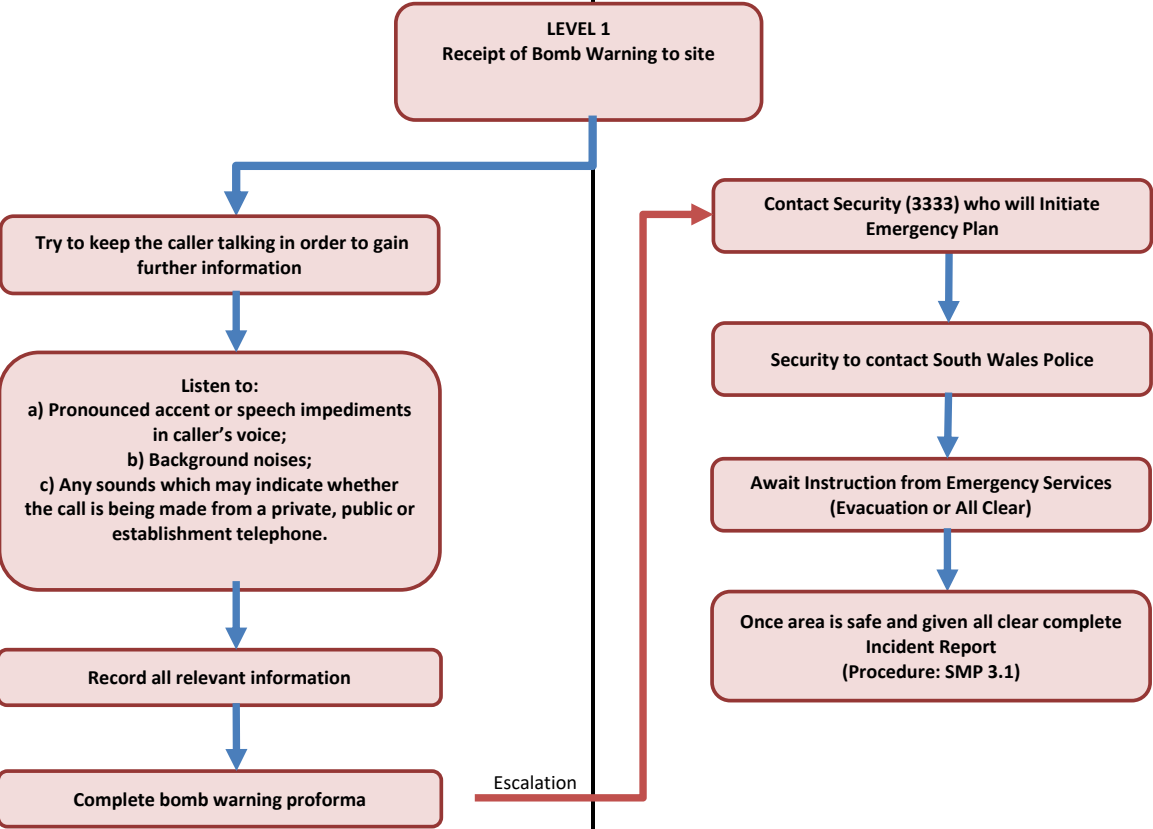 LEVEL 1
Receipt of Bomb Warning to site
Try to keep the caller talking in order to gain
further information
Listen to:
a) Pronounced accent or speech impediments
in caller’s voice;
b) Background noises;
c) Any sounds which may indicate whether
the call is being made from a private, public or
establishment telephone.
Record all relevant information
Complete bomb warning proforma
Escalation
Contact Security (3333) who will Initiate
Emergency Plan
Security to contact South Wales Police
Await Instruction from Emergency Services
(Evacuation or All Clear)
Once area is safe and given all clear complete
Incident Report
(Procedure: SMP 3.1)